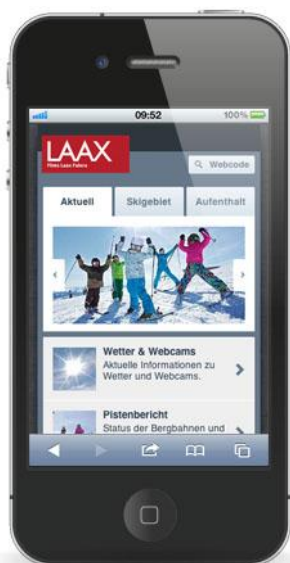 09:52
100%
LAAX
Flims Laax Falera
Webcode
Aktuell
Skigebiet
Aufenthalt
Wetter & Webcams
Aktuelle Informationen zu
Wetter und Webcams.
Pistenbericht
Status der Bergbahnen und